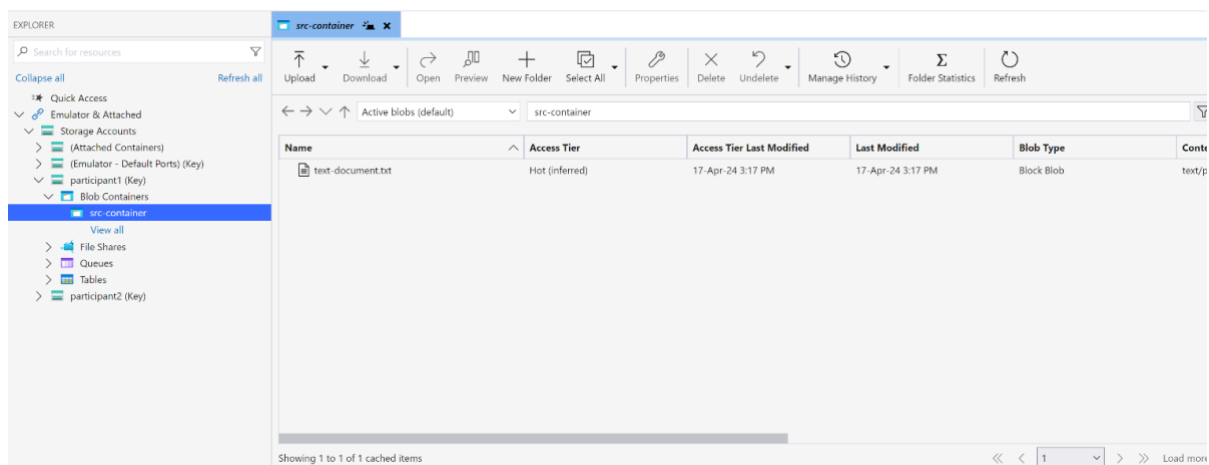 EXPLORER
Search for resources
Collapse all
Refresh all
Quick Access
Emulator & Attached
Storage Accounts
(Attached Containers)
(Emulator - Default Ports) (Key)
participant1 (Key)
Blob Containers
src-container
View all
File Shares
Queues
Tables
participant2 (Key)
src-container
Upload Download Open Preview New Folder Select All Properties Delete Undelete Manage History Folder Statistics Refresh
Active blobs (default) src-container
Name Access Tier Access Tier Last Modified Last Modified Blob Type Conte
text-document.txt Hot (inferred) 17-Apr-24 3:17 PM 17-Apr-24 3:17 PM Block Blob text/p
Showing 1 to 1 of 1 cached items 1 Load more